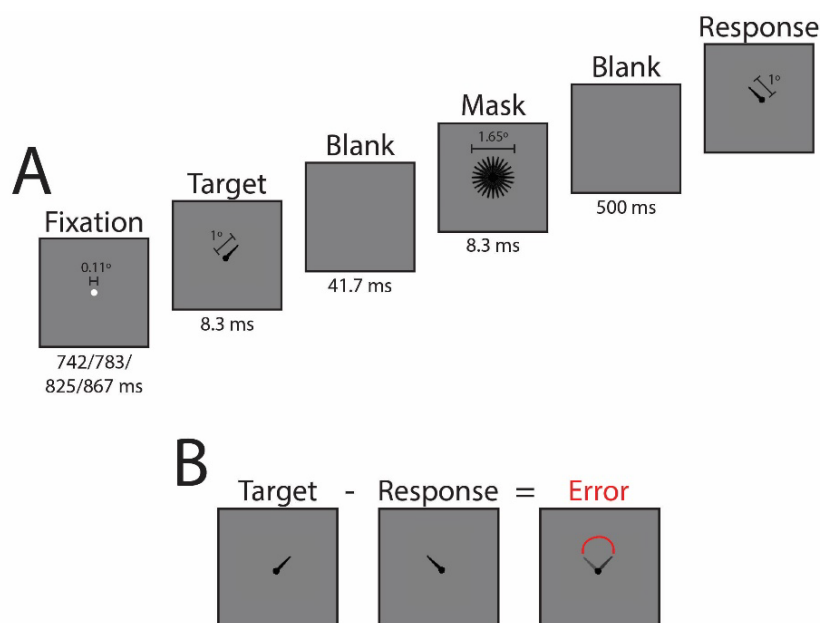 A
Fixation
0.11°
742/783/
825/867 ms
Target
1°
8.3 ms
Blank
41.7 ms
Mask
1.65°
8.3 ms
Blank
500 ms
Response
1°
B
Target - Response = Error